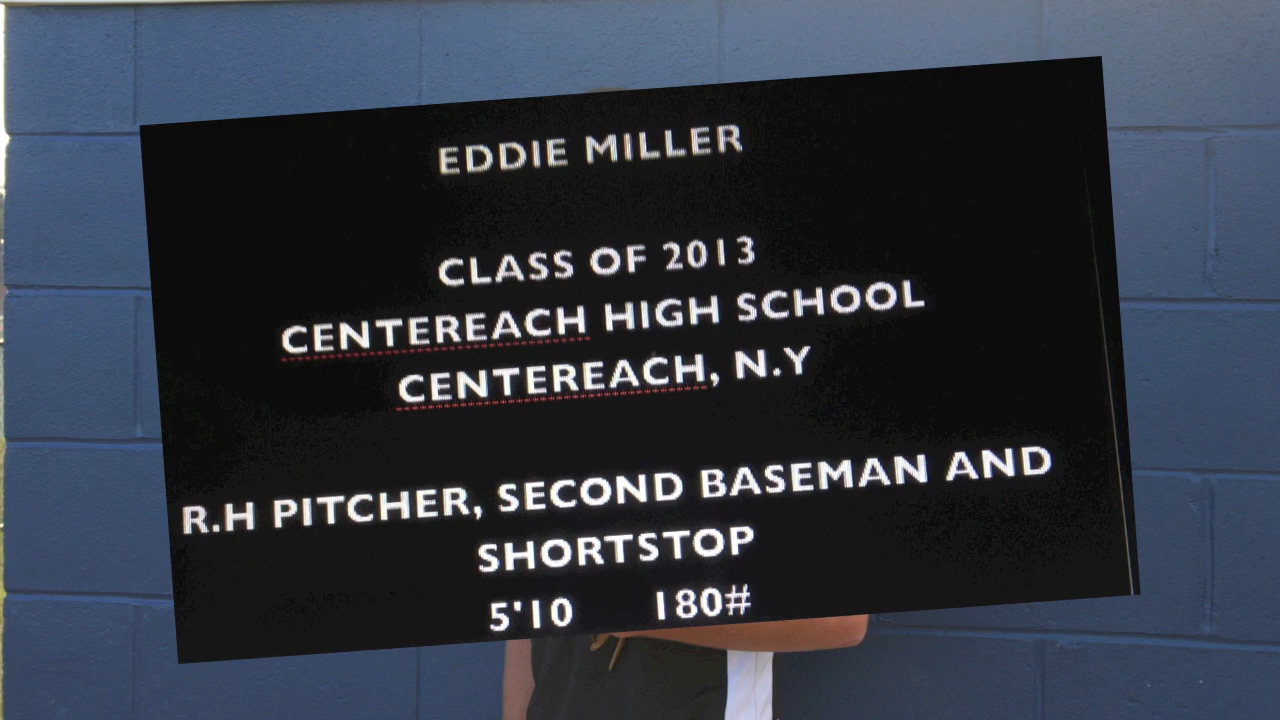 EDDIE MILLER
CLASS OF 2013
CENTEREACH HIGH SCHOOL
CENTEREACH, N.Y
R.H PITCHER, SECOND BASEMAN AND
SHORTSTOP
5'10 180#